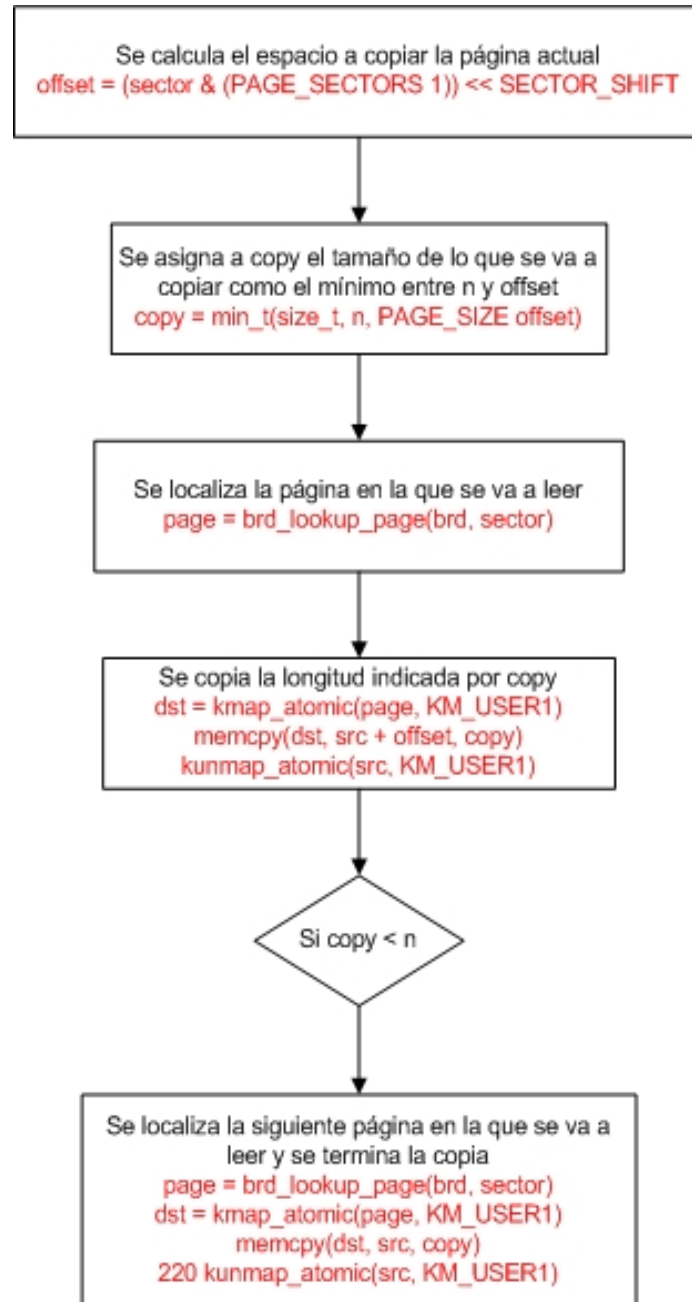 Se calcula el espacio a copiar la página actual
offset = (sector & (PAGE_SECTORS 1)) << SECTOR_SHIFT
Se asigna a copy el tamaño de lo que se va a
copiar como el mínimo entre n y offset
copy = min_t(size_t, n, PAGE_SIZE offset)
Se localiza la página en la que se va a leer
page = brd_lookup_page(brd, sector)
Se copia la longitud indicada por copy
dst = kmap_atomic(page, KM_USER1)
memcpy(dst, src + offset, copy)
kunmap_atomic(src, KM_USER1)
Si copy < n
Se localiza la siguiente página en la que se va a
leer y se termina la copia
page = brd_lookup_page(brd, sector)
dst = kmap_atomic(page, KM_USER1)
memcpy(dst, src, copy)
220 kunmap_atomic(src, KM_USER1)